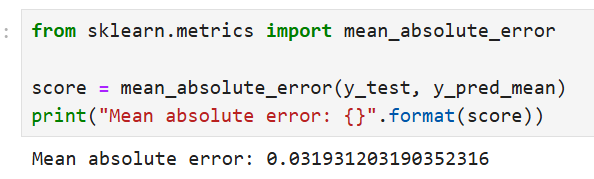 :
from sklearn.metrics import mean_absolute_error
score = mean_absolute_error(y_test, y_pred_mean)
print("Mean absolute error: {}".format(score))
Mean absolute error: 0.031931203190352316